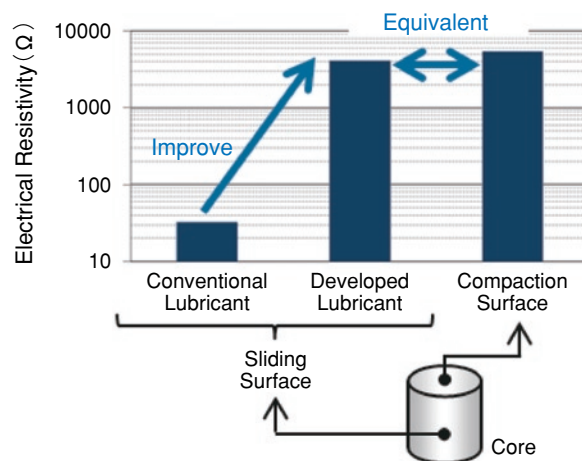 Electrical Resistivity(Ω)
10000
1000
100
10
Equivalent
Improve
Conventional
Lubricant
Developed
Lubricant
Compaction
Surface
Sliding
Surface
Core